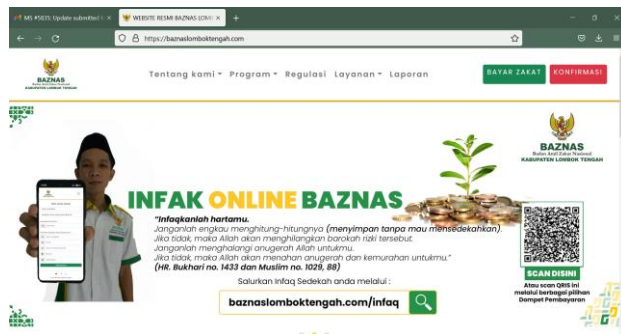 MS #5835: Update submitted
WEBSITE RESMI BAZNAS LOMB
https://baznaslomboktengah.com
BAZNAS
Badan Amil Zakat Nasional
KABUPATEN LOMBOK TENGAH
Tentang kami Program Regulasi Layanan Laporan
BAYAR ZAKAT KONFIRMASI
BAZNAS
Badan Amil Zakat Nasional
KABUPATEN LOMBOK TENGAH
INFAK ONLINE BAZNAS
"Infaqkanlah hartamu.
Janganlah engkau menghitung-hitungnya (menyimpan tanpa mau mensedekahkan).
Jika tidak, maka Allah akan menghilangkan barokah rizki tersebut.
Janganlah menghalangi anugerah Allah untukmu.
Jika tidak, maka Allah akan menahan anugerah dan kemurahan untukmu."
(HR. Bukhari no. 1433 dan Muslim no. 1029, 88)
Salurkan Infaq Sedekah anda melalui :
baznaslomboktengah.com/infaq
SCAN DISINI
Atau scan QRIS ini
melalui berbagai pilihan
Dompet Pembayaran